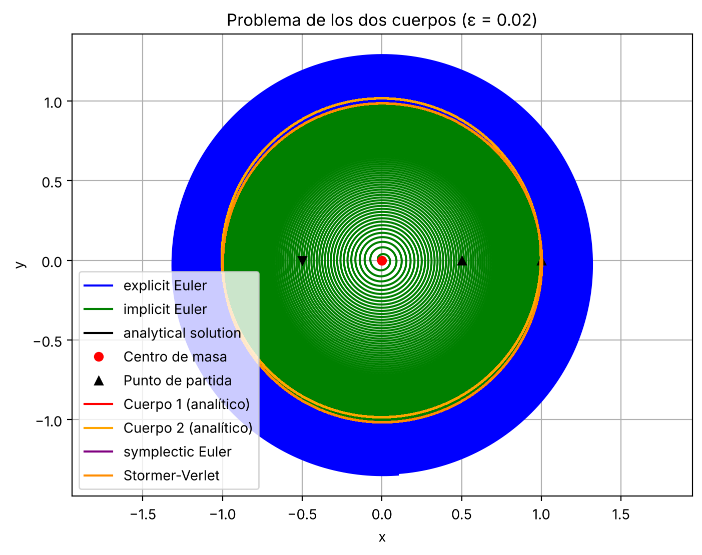 Problema de los dos cuerpos (ε = 0.02)
y
1.0
0.5
0.0
−0.5
−1.0
explicit Euler
implicit Euler
analytical solution
Centro de masa
Punto de partida
Cuerpo 1 (analítico)
Cuerpo 2 (analítico)
symplectic Euler
Stormer-Verlet
−1.5 −1.0 −0.5 0.0 0.5 1.0 1.5
x